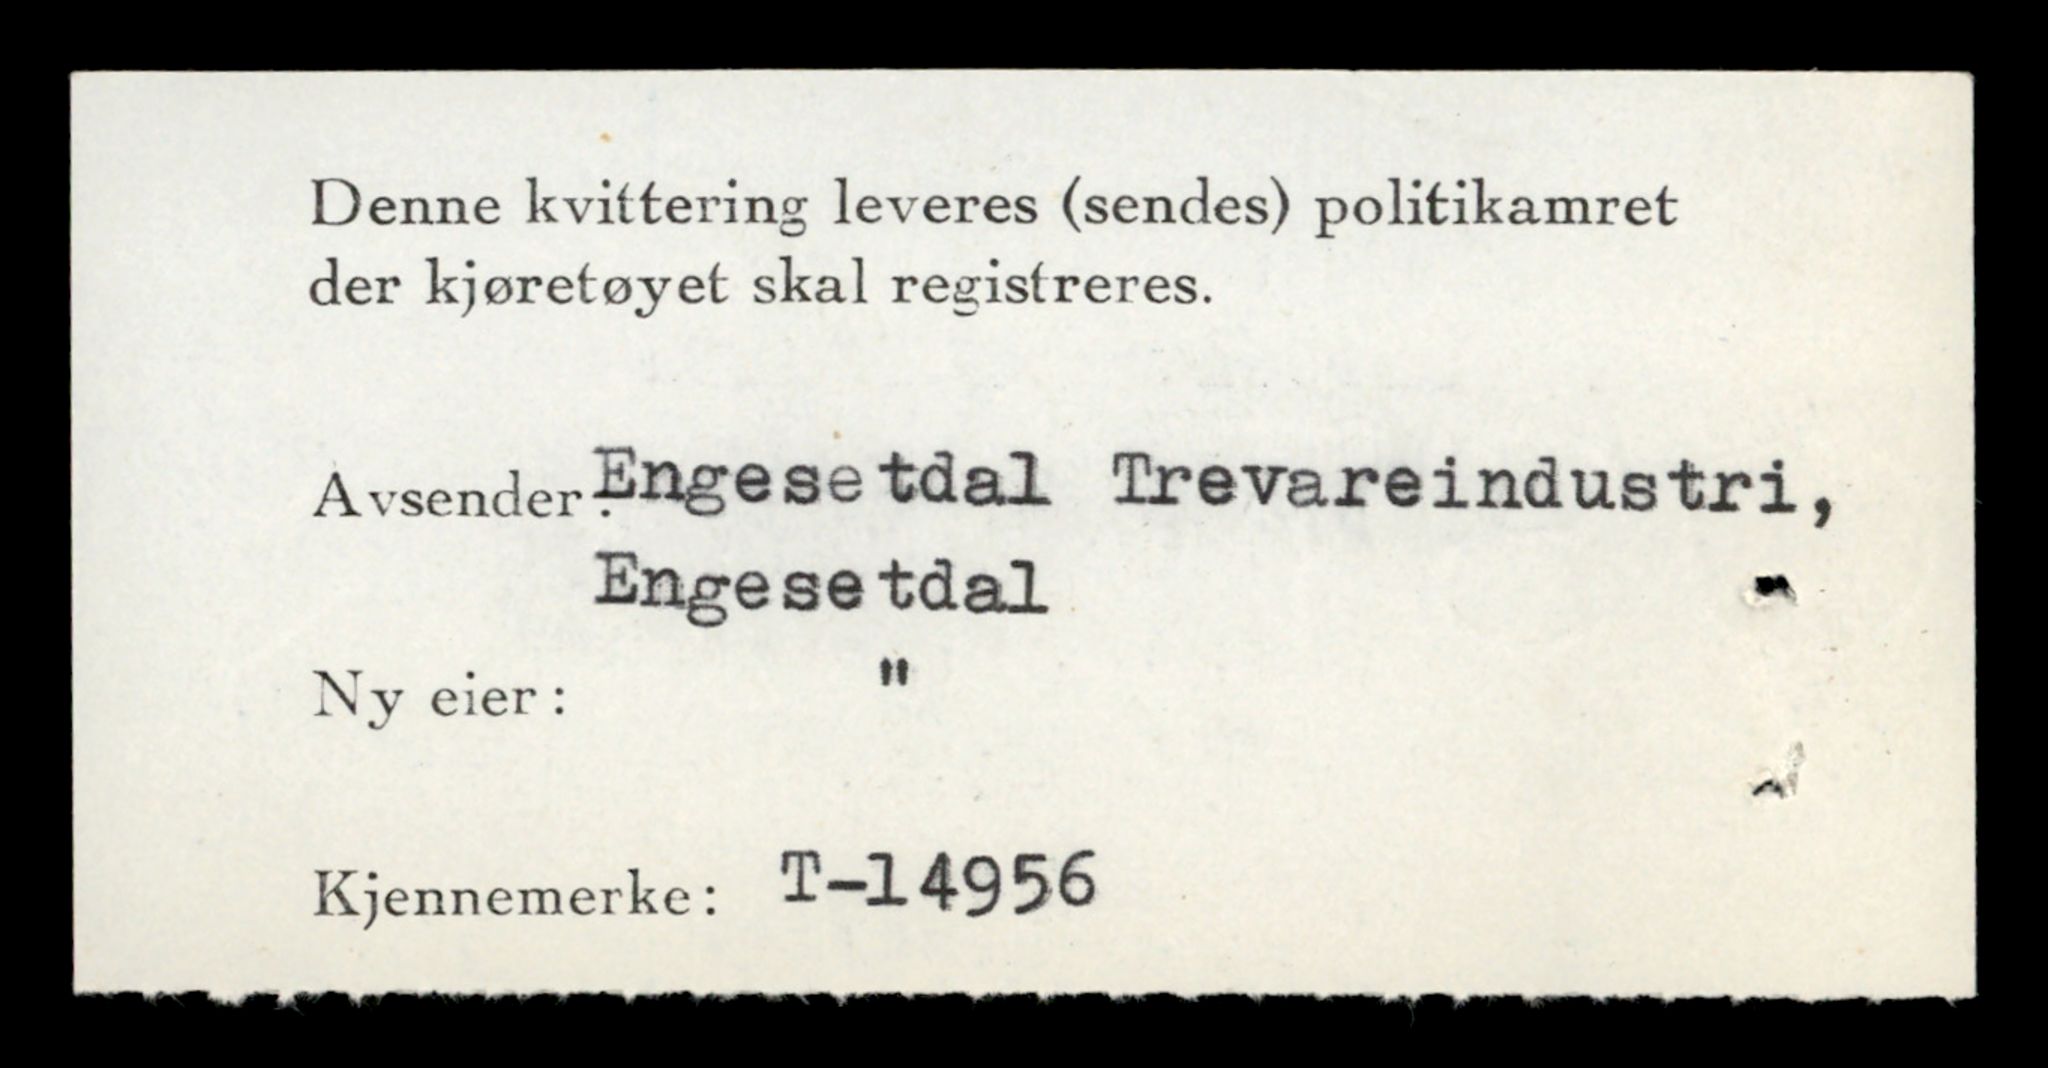 Denne kvittering leveres (sendes) politikamret
der kjøretøyet skal registreres.
Avsender: Engesetdal Trevareindustri,
Engesetdal
Ny eier: "
Kjennemerke: T-14956